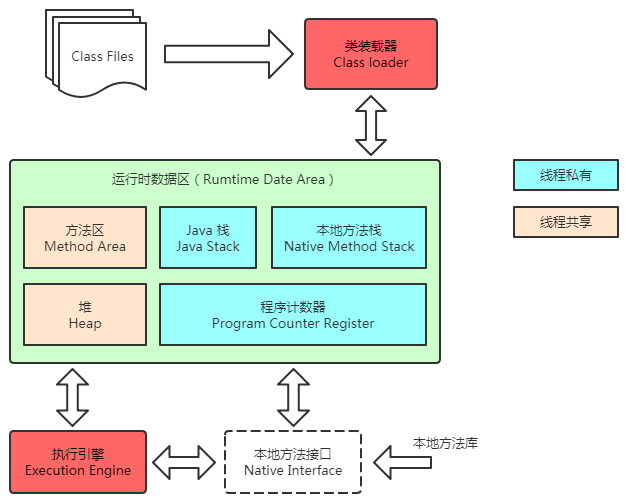 Class Files
类装载器
Class loader
运行时数据区 ( Rumtime Date Area )
线程私有
线程共享
方法区
Method Area
Java 栈
Java Stack
本地方法栈
Native Method Stack
堆
Heap
程序计数器
Program Counter Register
执行引擎
Execution Engine
本地方法接口
Native Interface
本地方法库